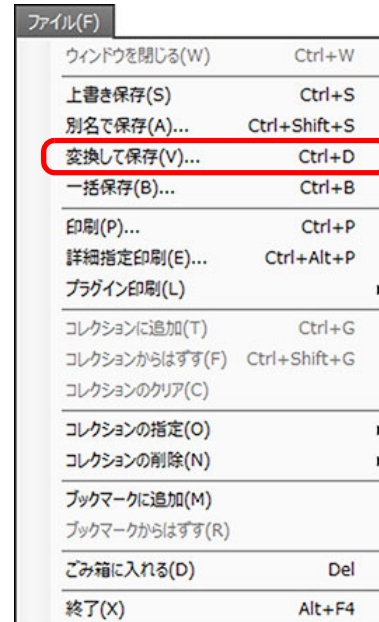 ファイル(F)
ウィンドウを閉じる(W) Ctrl+W
上書き保存(S) Ctrl+S
別名で保存(A)... Ctrl+Shift+S
変換して保存(V)... Ctrl+D
一括保存(B)... Ctrl+B
印刷(P)... Ctrl+P
詳細指定印刷(E)... Ctrl+Alt+P
プラグイン印刷(L)
コレクションに追加(T) Ctrl+G
コレクションからはずす(F) Ctrl+Shift+G
コレクションのクリア(C)
コレクションの指定(O)
コレクションの削除(N)
ブックマークに追加(M)
ブックマークからはずす(R)
ごみ箱に入れる(D) Del
終了(X) Alt+F4